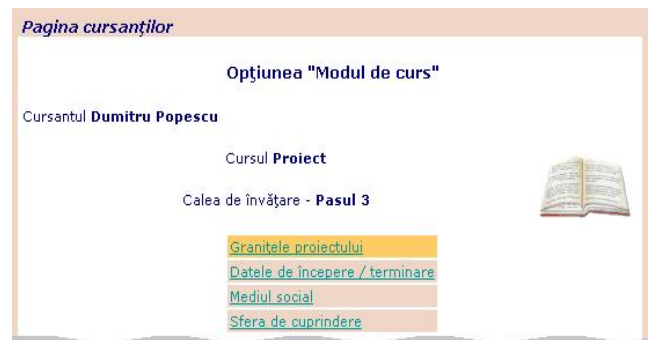 Pagina cursanţilor
Opţiunea "Modul de curs"
Cursantul Dumitru Popescu
Cursul Proiect
Calea de învăţare - Pasul 3
Graniţele proiectului
Datele de începere / terminare
Mediul social
Sfera de cuprindere